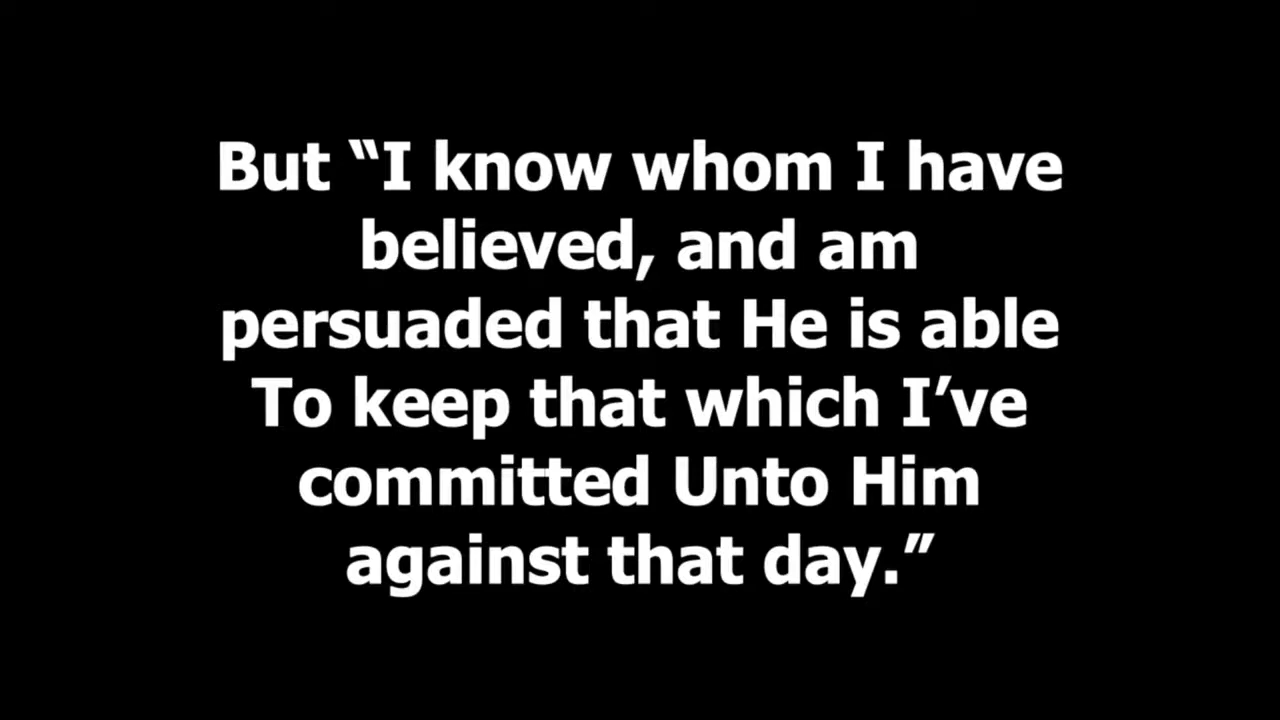 But “I know whom I have
believed, and am
persuaded that He is able
To keep that which I’ve
committed Unto Him
against that day.”